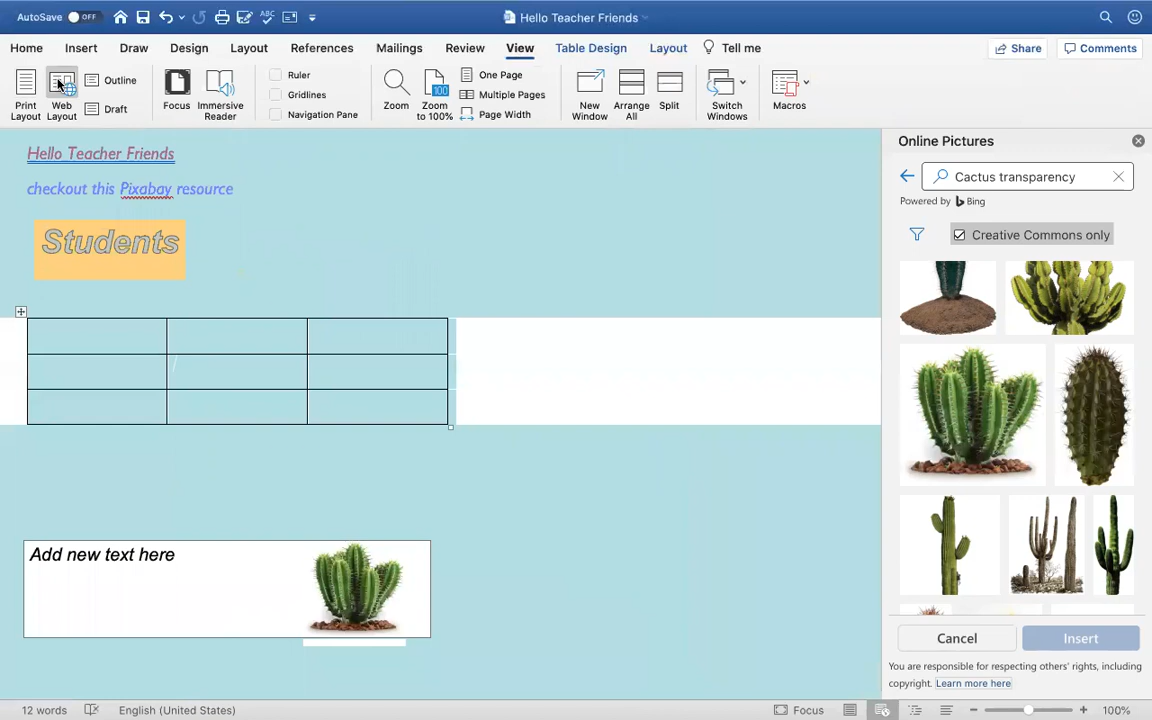 AutoSave OFF
ABC
Hello Teacher Friends
Home Insert Draw Design Layout References Mailings Review View Table Design Layout Tell me
Share Comments
Print Layout
Web Layout
Outline
Draft
Focus
Immersive Reader
Ruler
Gridlines
Navigation Pane
Zoom
100
Zoom to 100%
One Page
Multiple Pages
Page Width
New Window
Arrange All
Split
Switch Windows
Macros
Hello Teacher Friends
checkout this Pixabay resource
Students
Add new text here
Online Pictures
Cactus transparency
Powered by Bing
Creative Commons only
Cancel Insert
You are responsible for respecting others' rights, including
copyright. Learn more here
12 words English (United States) Focus 100%